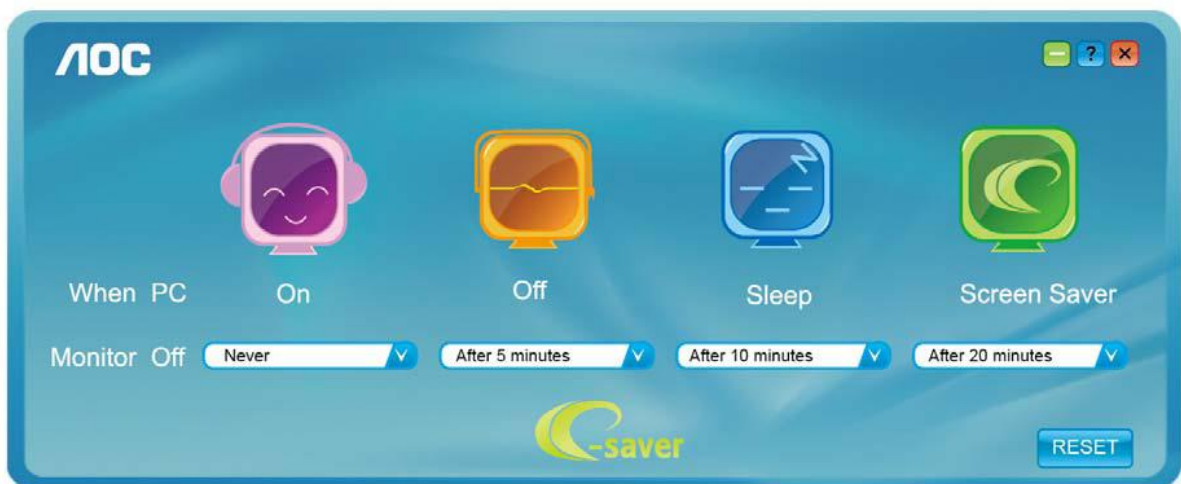 AOC
?
When PC On Off Sleep Screen Saver
Monitor Off Never After 5 minutes After 10 minutes After 20 minutes
e-saver
RESET